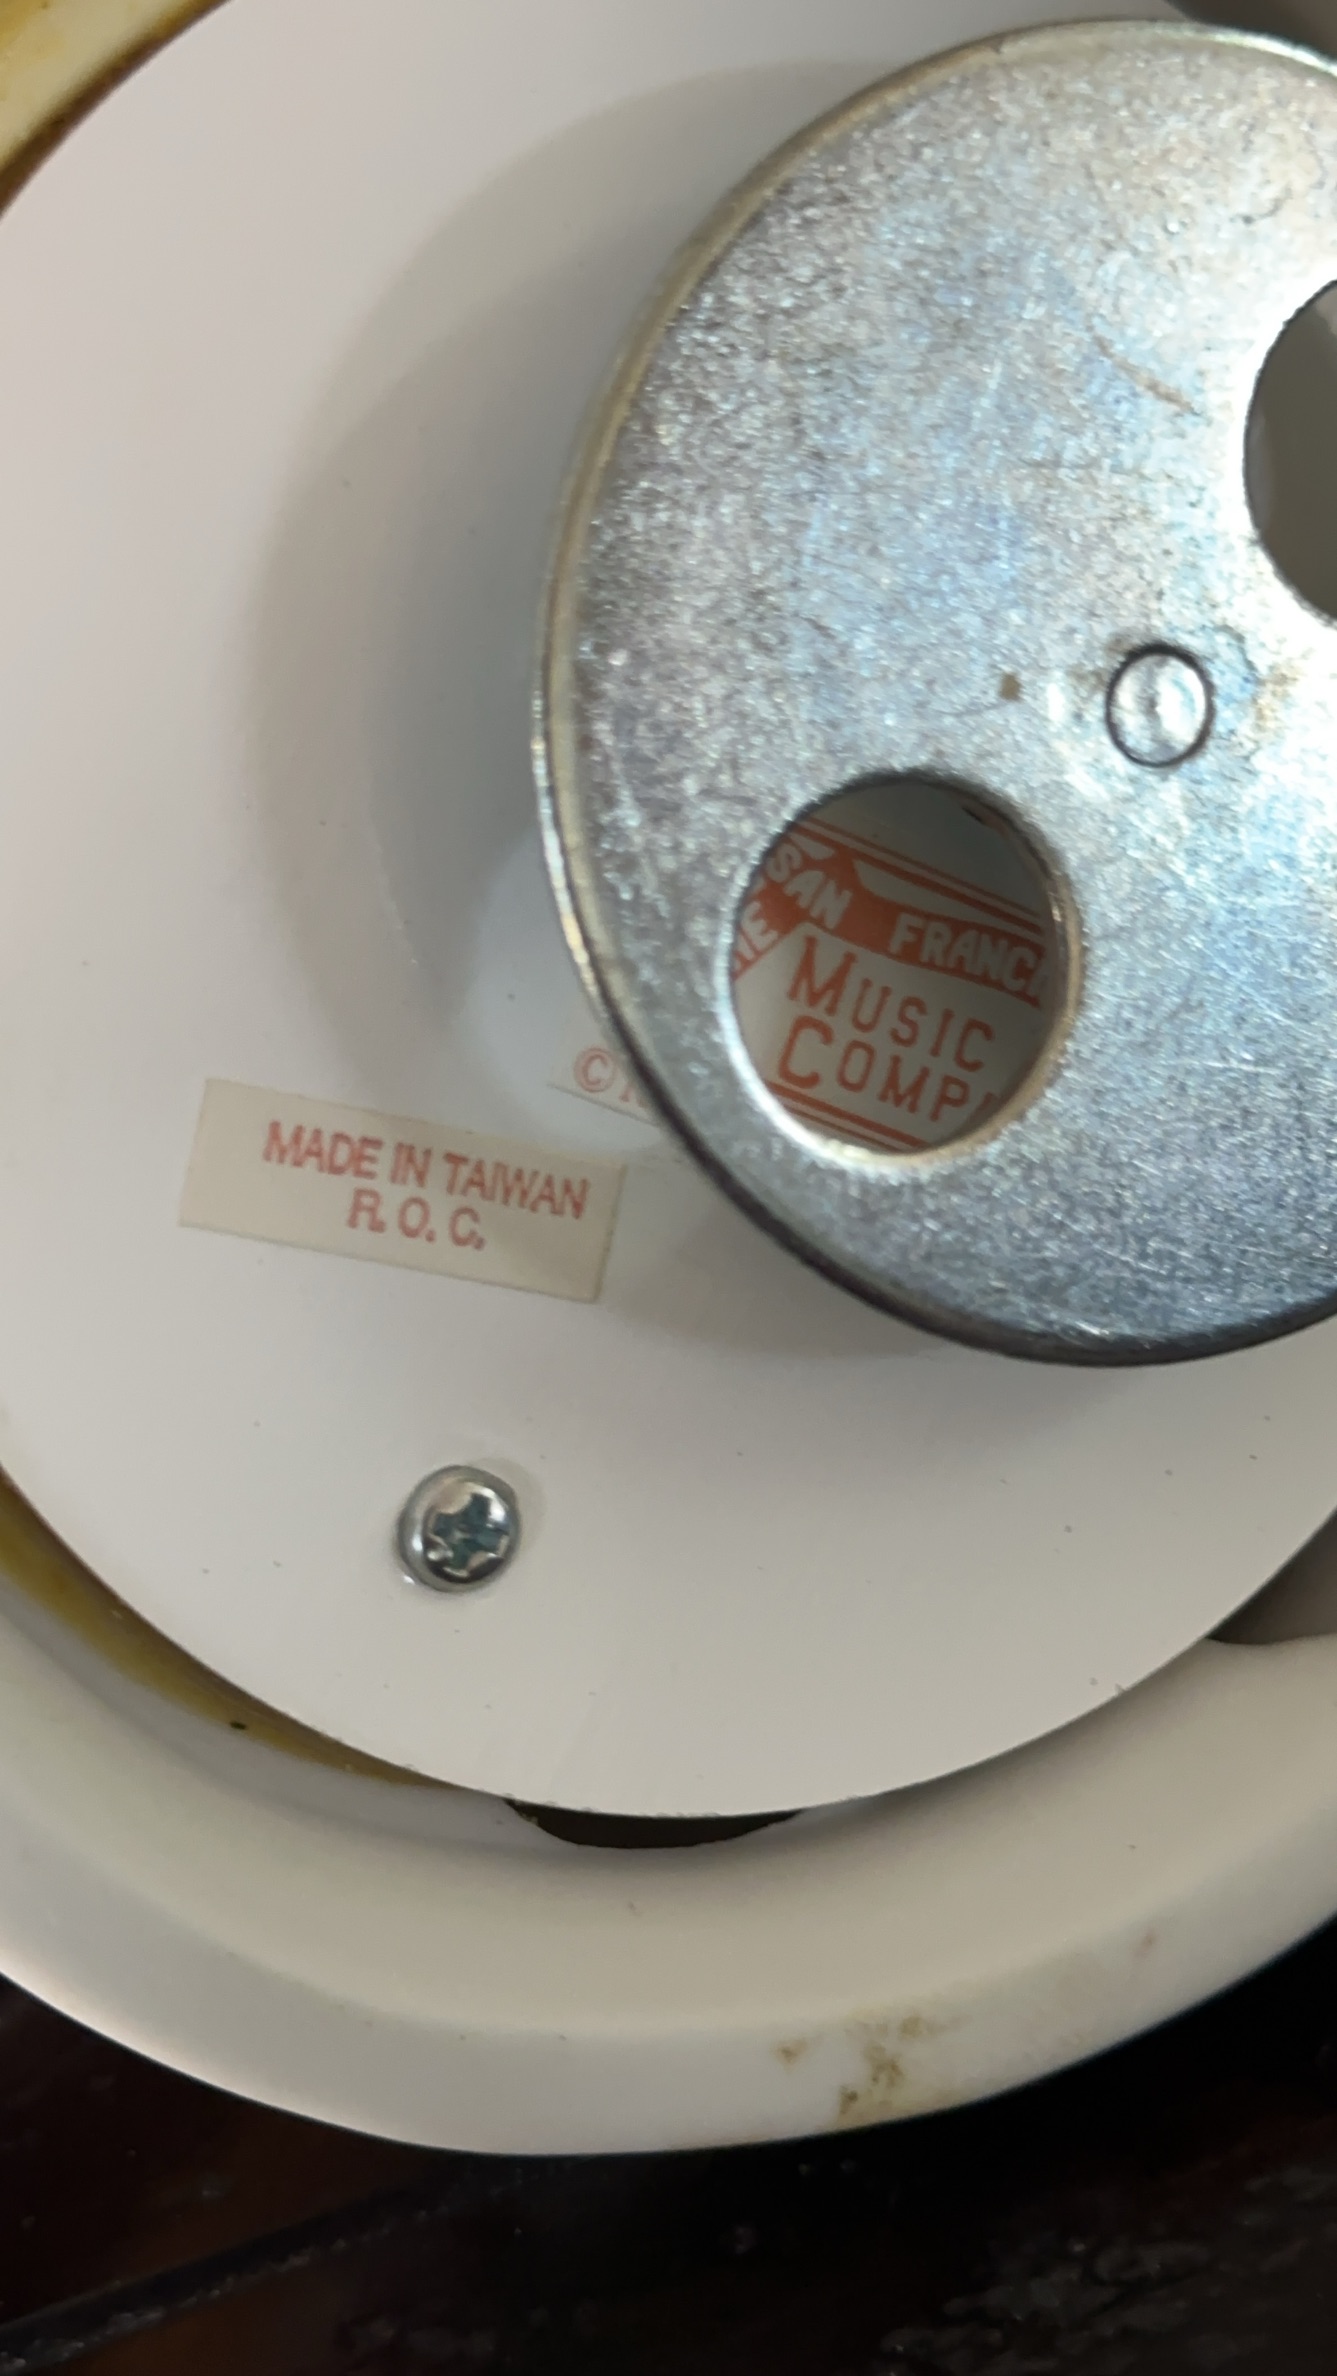 SAN FRANC
MUSIC
COMP
©
MADE IN TAIWAN
R.O.C.